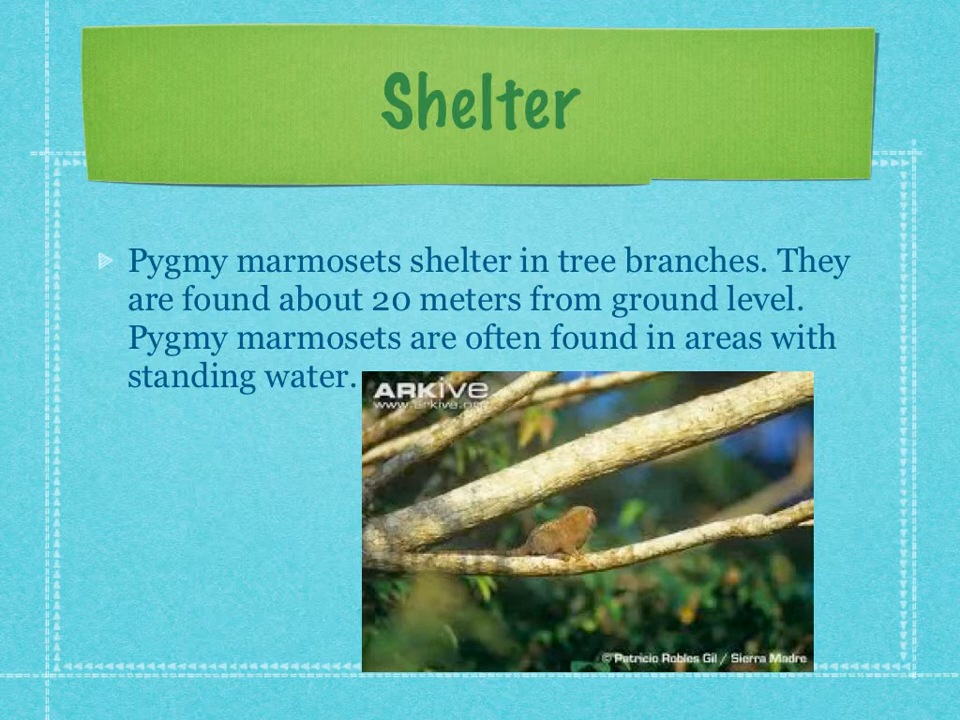 Shelter
Pygmy marmosets shelter in tree branches. They
are found about 20 meters from ground level.
Pygmy marmosets are often found in areas with
standing water.
ARKive
www.arkive.org
© Patricio Robles Gil / Sierra Madre